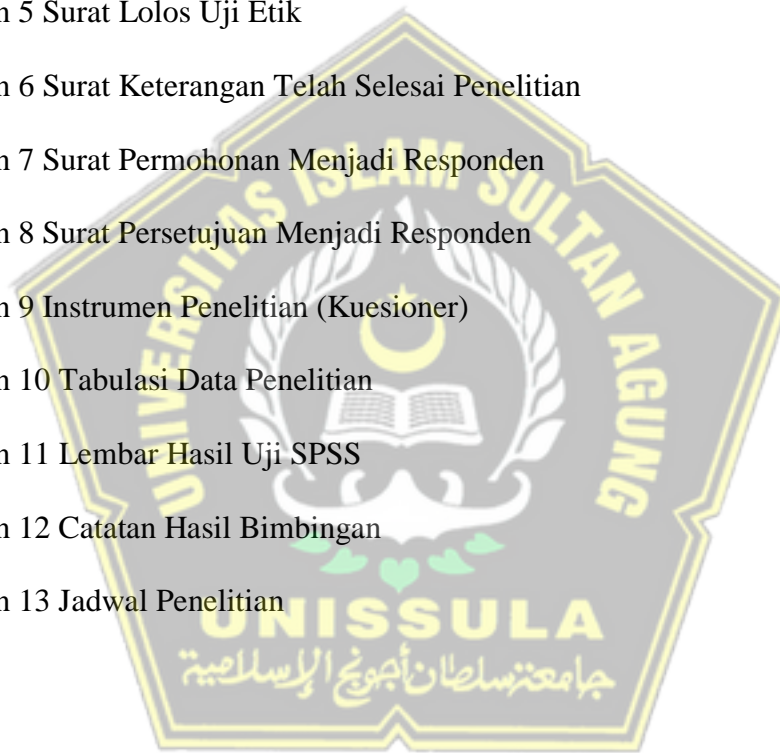 n 5 Surat Lolos Uji Etik
n 6 Surat Keterangan Telah Selesai Penelitian
n 7 Surat Permohonan Menjadi Responden
n 8 Surat Persetujuan Menjadi Responden
n 9 Instrumen Penelitian (Kuesioner)
n 10 Tabulasi Data Penelitian
n 11 Lembar Hasil Uji SPSS
n 12 Catatan Hasil Bimbingan
n 13 Jadwal Penelitian
UNIVERSITAS ISLAM SULTAN AGUNG
UNISSULA
جامعة سلطان أجونج الإسلامية